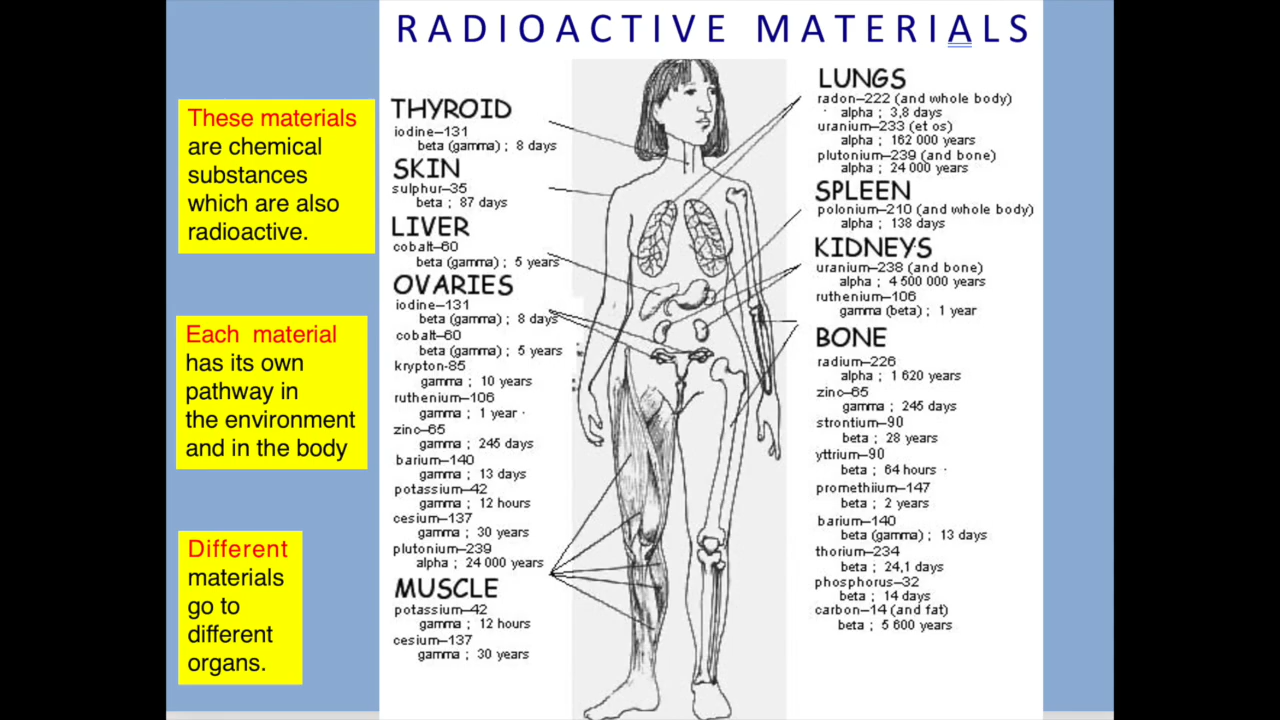 RADIOACTIVE MATERIALS
These materials
are chemical
substances
which are also
radioactive.
Each material
has its own
pathway in
the environment
and in the body
Different
materials
go to
different
organs.
THYROID
iodine–131
beta (gamma) ; 8 days
SKIN
sulphur–35
beta ; 87 days
LIVER
cobalt–60
beta (gamma) ; 5 years
OVARIES
iodine–131
beta (gamma) ; 8 days
cobalt–60
beta (gamma) ; 5 years
krypton-85
gamma ; 10 years
ruthenium–106
gamma ; 1 year
zinc–65
gamma ; 245 days
barium–140
gamma ; 13 days
potassium–42
gamma ; 12 hours
cesium–137
gamma ; 30 years
plutonium–239
alpha ; 24 000 years
MUSCLE
potassium–42
gamma ; 12 hours
cesium–137
gamma ; 30 years
LUNGS
radon–222 (and whole body)
alpha ; 3,8 days
uranium–233 (et os)
alpha ; 162 000 years
plutonium–239 (and bone)
alpha ; 24 000 years
SPLEEN
polonium–210 (and whole body)
alpha ; 138 days
KIDNEYS
uranium–238 (and bone)
alpha ; 4 500 000 years
ruthenium–106
gamma (beta) ; 1 year
BONE
radium–226
alpha ; 1 620 years
zinc–65
gamma ; 245 days
strontium–90
beta ; 28 years
yttrium–90
beta ; 64 hours
promethiium–147
beta ; 2 years
barium–140
beta (gamma) ; 13 days
thorium–234
beta ; 24,1 days
phosphorus–32
beta ; 14 days
carbon–14 (and fat)
beta ; 5 600 years